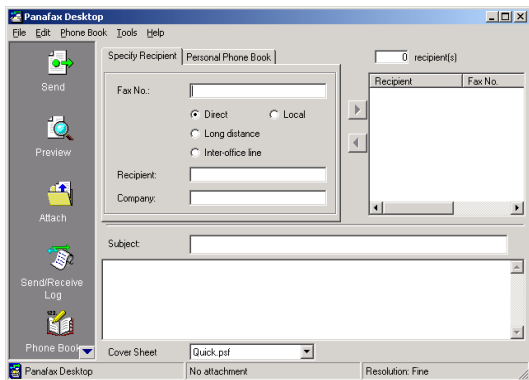 Panafax Desktop
File Edit Phone Book Tools Help
Send
Preview
Attach
Send/Receive
Log
123..
Phone Book
Specify Recipient Personal Phone Book
Fax No.:
Direct Local
Long distance
Inter-office line
Recipient:
Company:
0 recipient(s)
Recipient Fax No.
Subject:
Cover Sheet Quick.psf
Panafax Desktop No attachment Resolution: Fine